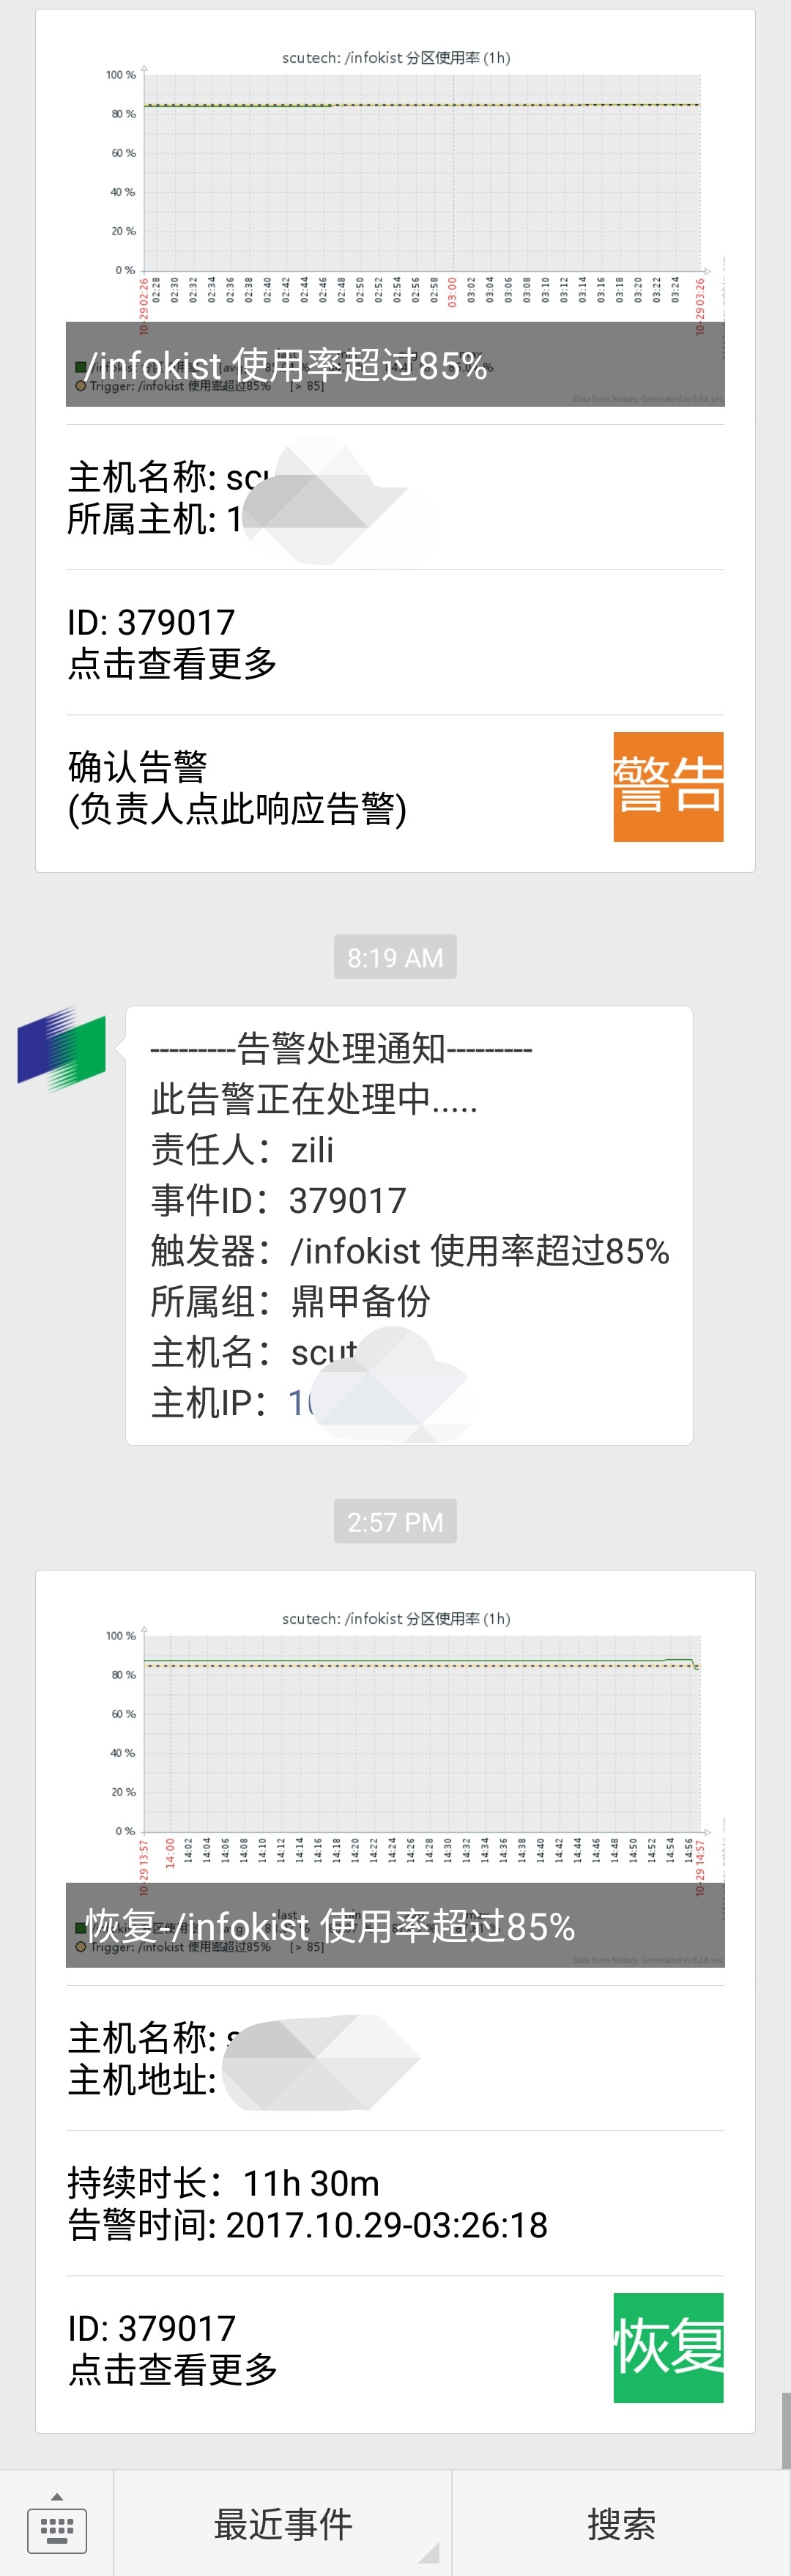 scutech: /infokist 分区使用率 (1h)
100 %
80 %
60 %
40 %
20 %
0 %
10-29 02:26
02:28
02:30
02:32
02:34
02:36
02:38
02:40
02:42
02:44
02:46
02:48
02:50
02:52
02:54
02:56
02:58
03:00
03:02
03:04
03:06
03:08
03:10
03:12
03:14
03:16
03:18
03:20
03:22
03:24
10-29 03:26
/infokist 使用率超过85%
Trigger: /infokist 使用率超过85% [> 85]
Data from history. Generated in 0.64 sec.
主机名称: sc
所属主机: 1
ID: 379017
点击查看更多
确认告警
(负责人点此响应告警)
警告
8:19 AM
---------告警处理通知---------
此告警正在处理中.....
责任人：zili
事件ID：379017
触发器：/infokist 使用率超过85%
所属组：鼎甲备份
主机名：scut
主机IP：1
2:57 PM
scutech: /infokist 分区使用率 (1h)
100 %
80 %
60 %
40 %
20 %
0 %
10-29 13:57
14:00
14:02
14:04
14:06
14:08
14:10
14:12
14:14
14:16
14:18
14:20
14:22
14:24
14:26
14:28
14:30
14:32
14:34
14:36
14:38
14:40
14:42
14:44
14:46
14:48
14:50
14:52
14:54
14:56
10-29 14:57
恢复-/infokist 使用率超过85%
Trigger: /infokist 使用率超过85% [> 85]
Data from history. Generated in 0.28 sec.
主机名称: s
主机地址:
持续时长：11h 30m
告警时间: 2017.10.29-03:26:18
ID: 379017
点击查看更多
恢复
最近事件
搜索